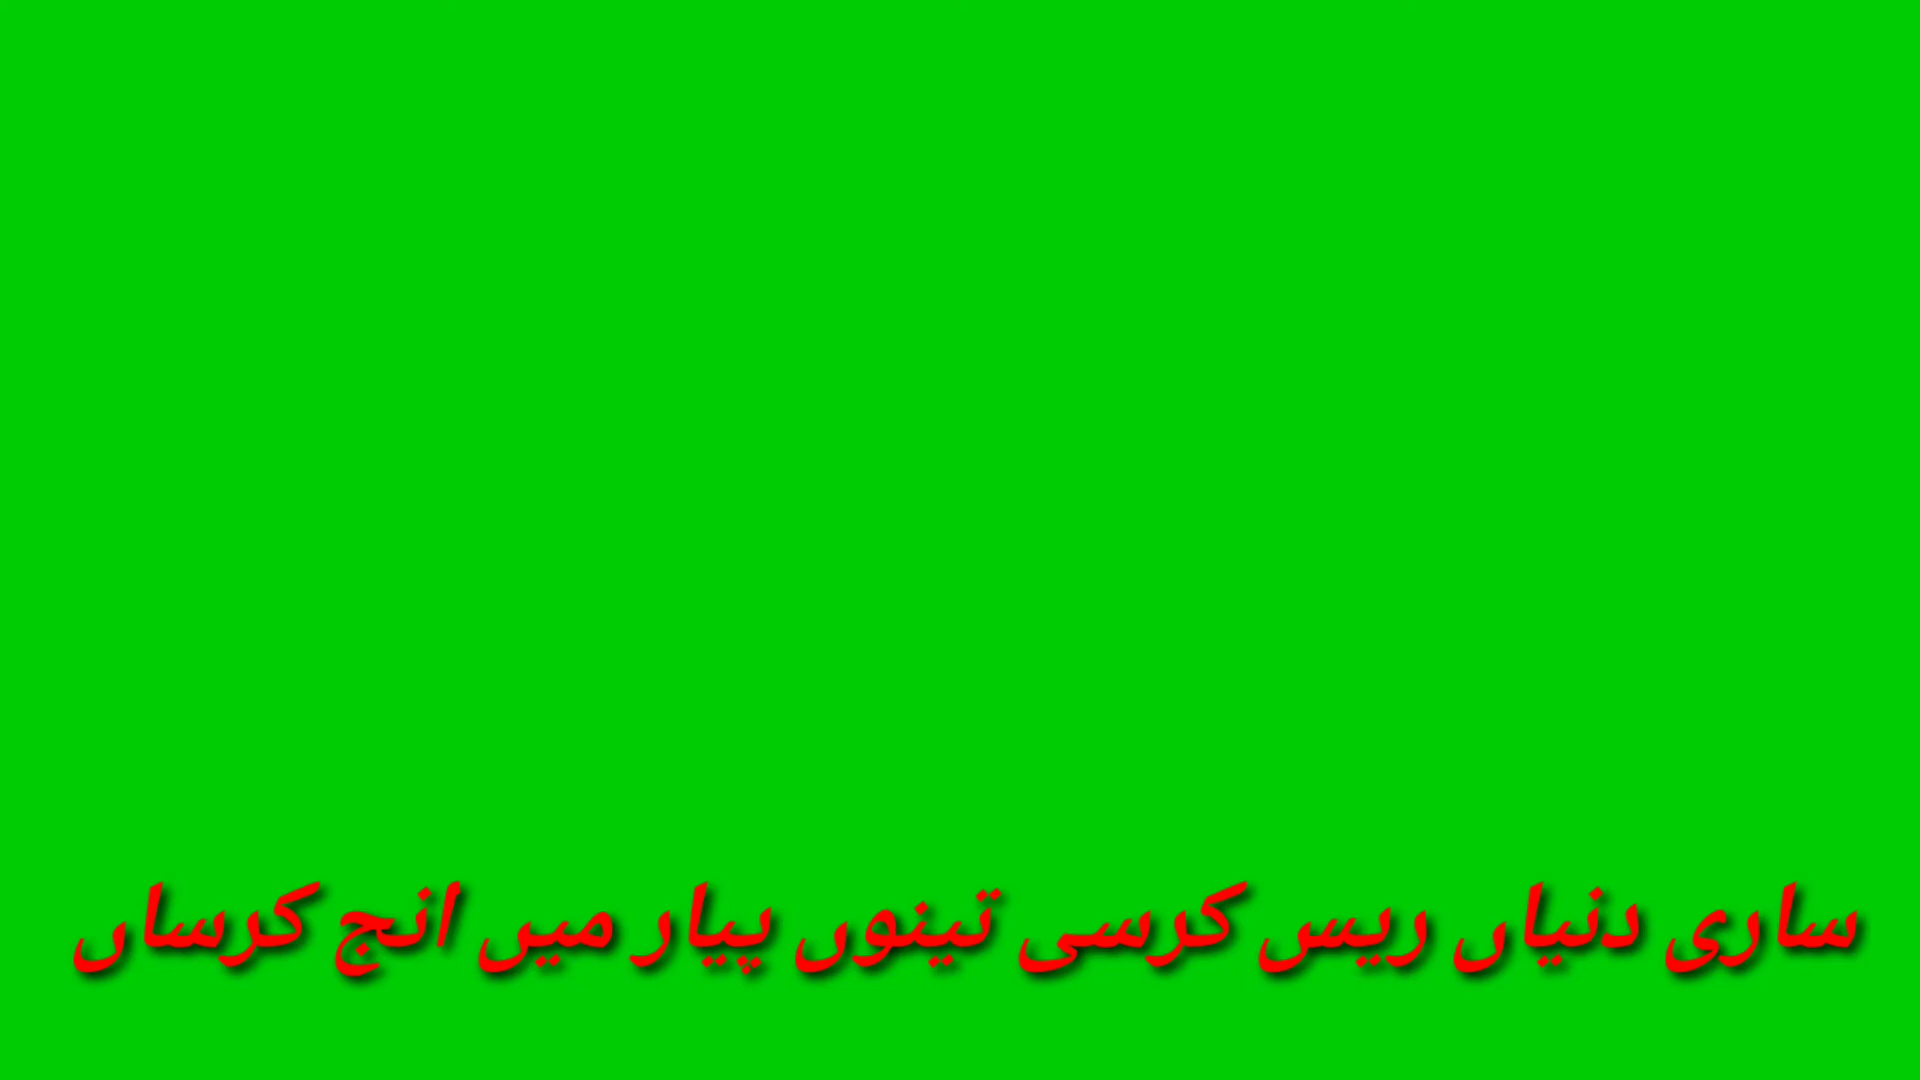 ساری دنیاں ریس کرسی تینوں پیار میں انج کرساں